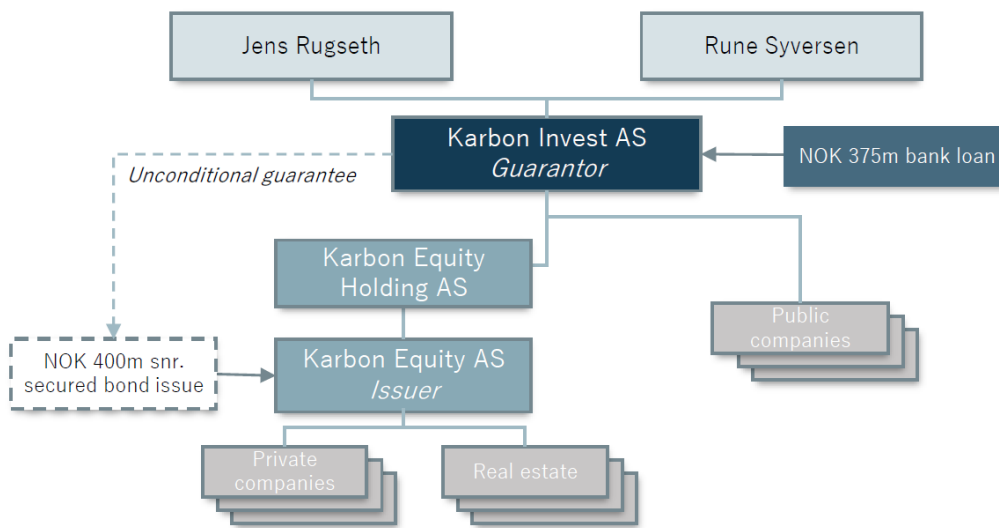 Jens Rugseth
Rune Syversen
Karbon Invest AS
Guarantor
NOK 375m bank loan
Unconditional guarantee
Karbon Equity
Holding AS
Public
companies
NOK 400m snr.
secured bond issue
Karbon Equity AS
Issuer
Private
companies
Real estate